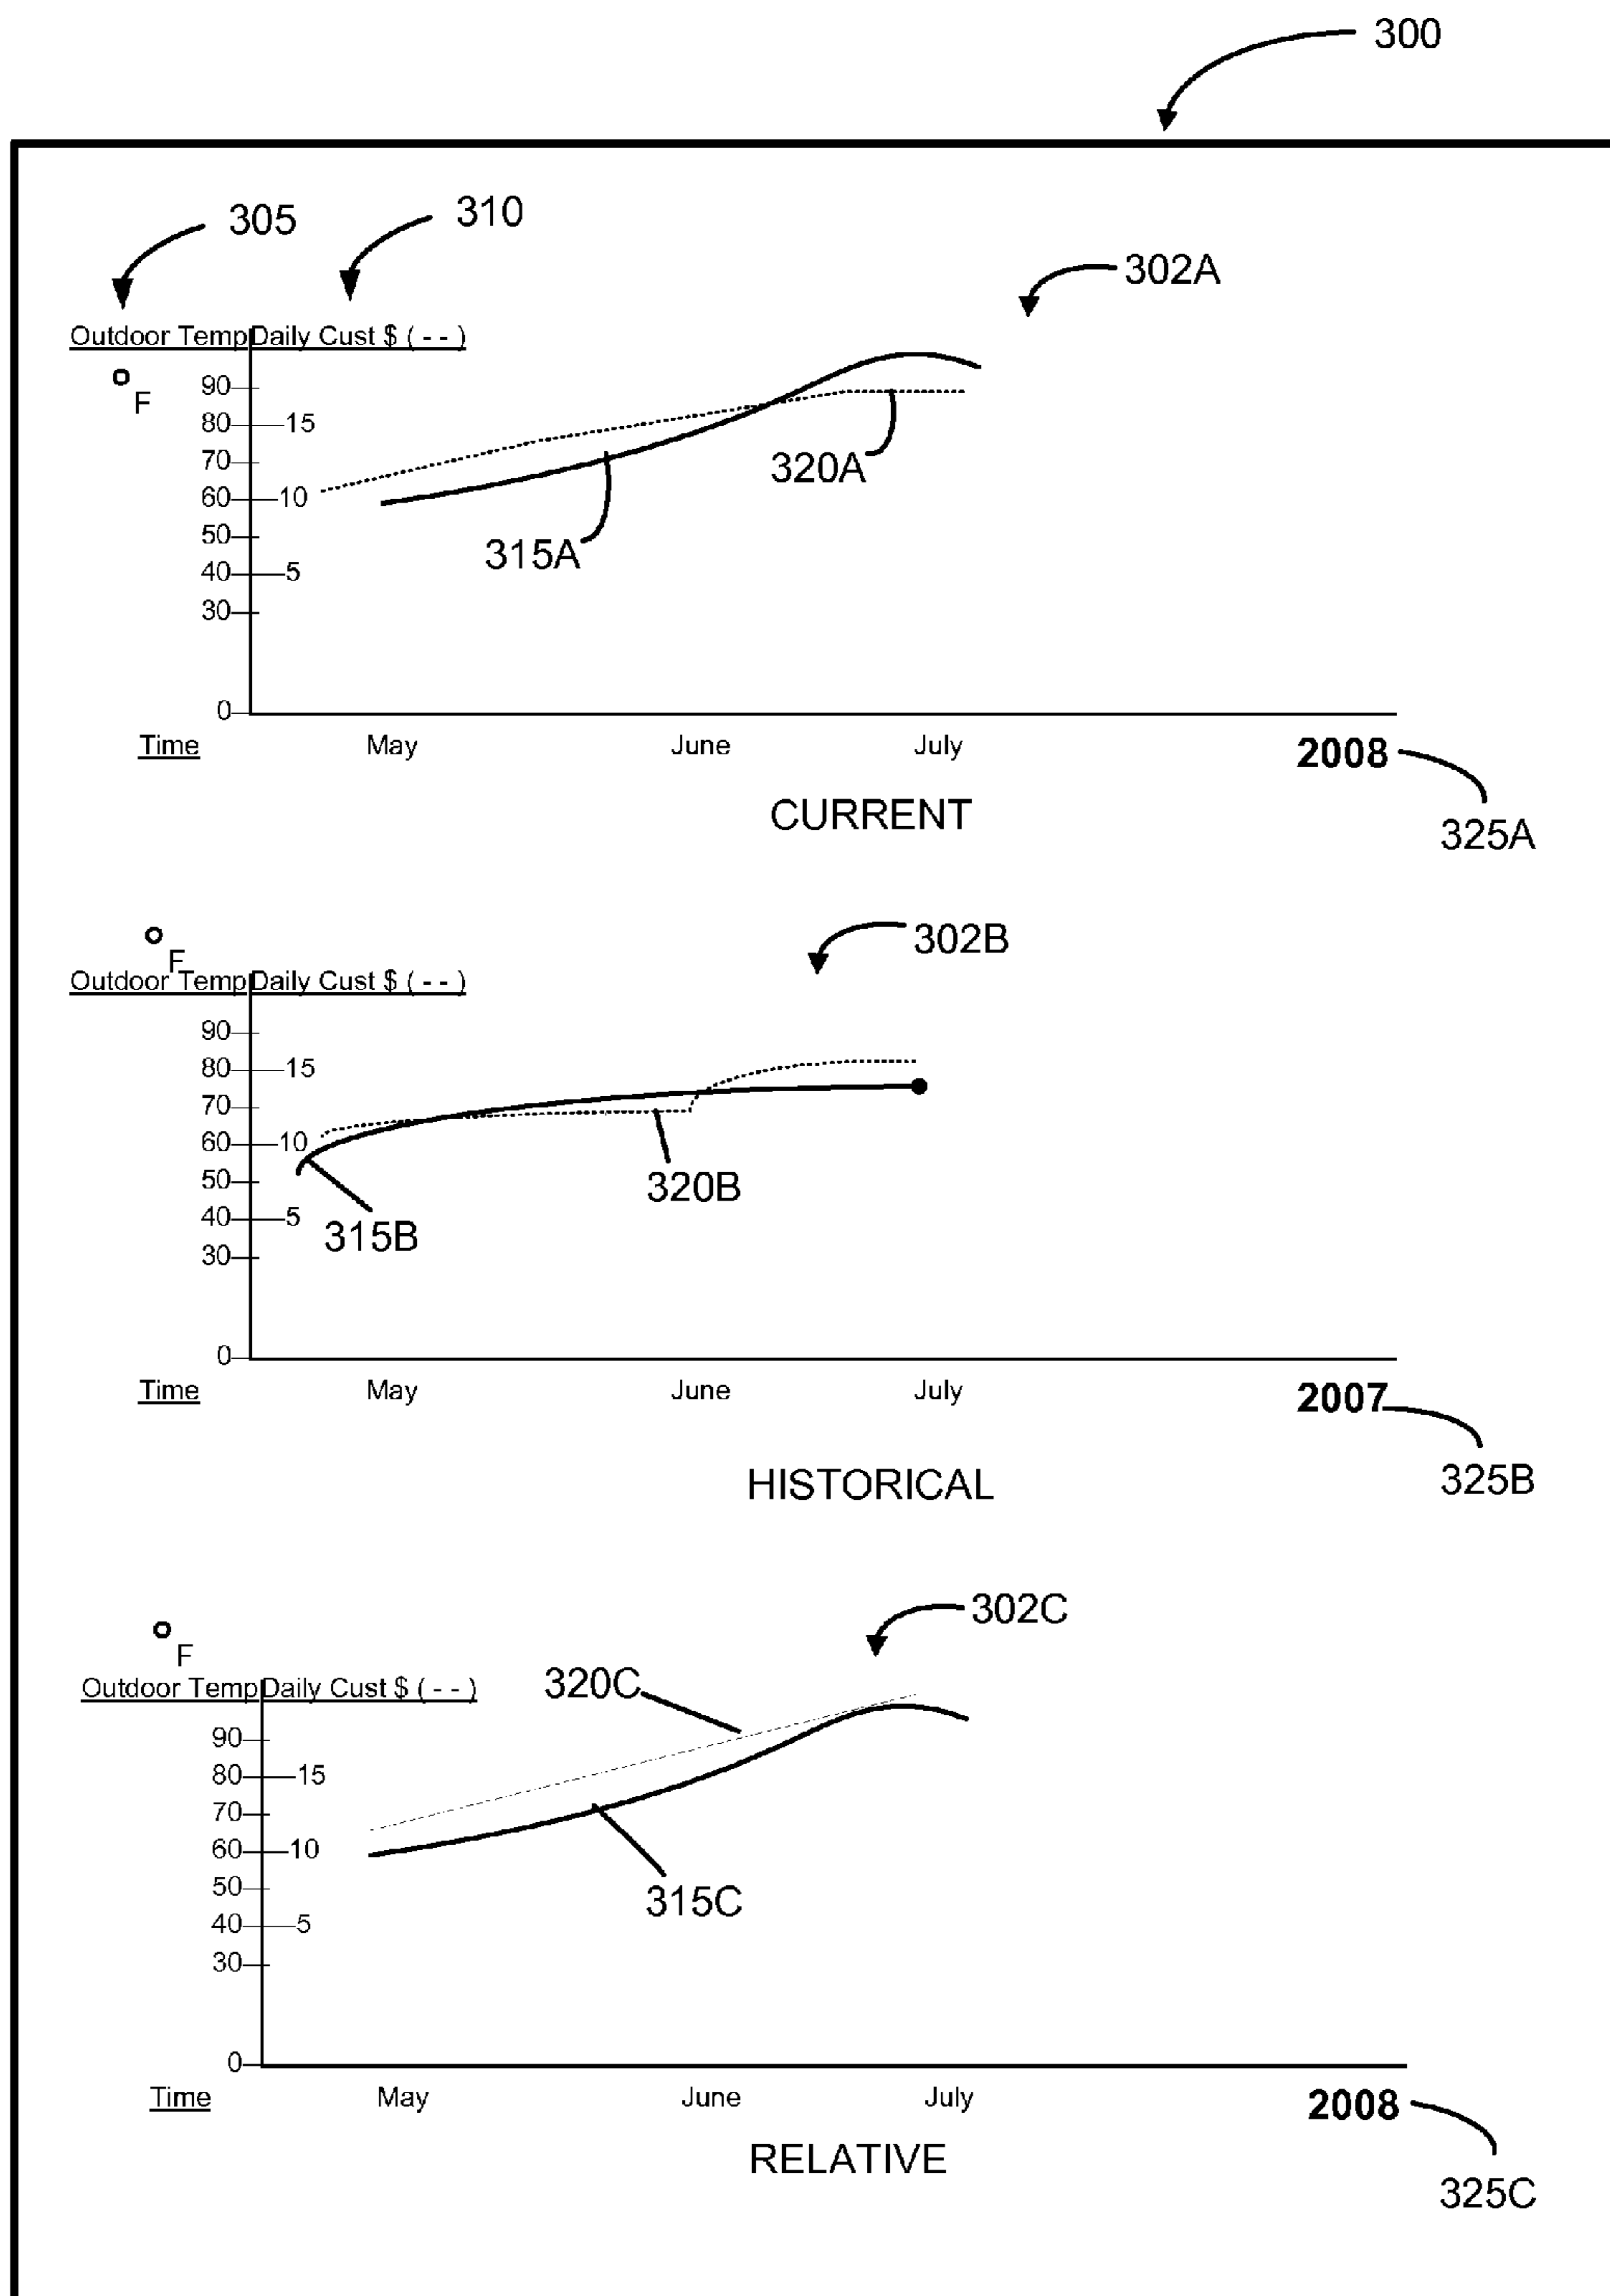 300
305
310
302A
Outdoor Temp Daily Cust $ ( - - )
°F
90
80 15
70
60 10
50
40 5
30
0
320A
315A
Time May June July 2008
CURRENT
325A
°F
302B
Outdoor Temp Daily Cust $ ( - - )
90
80 15
70
60 10
50
40 5
30
0
320B
315B
Time May June July 2007
HISTORICAL
325B
302C
°F
320C
Outdoor Temp Daily Cust $ ( - - )
90
80 15
70
60 10
50
40 5
30
0
315C
Time May June July 2008
RELATIVE
325C